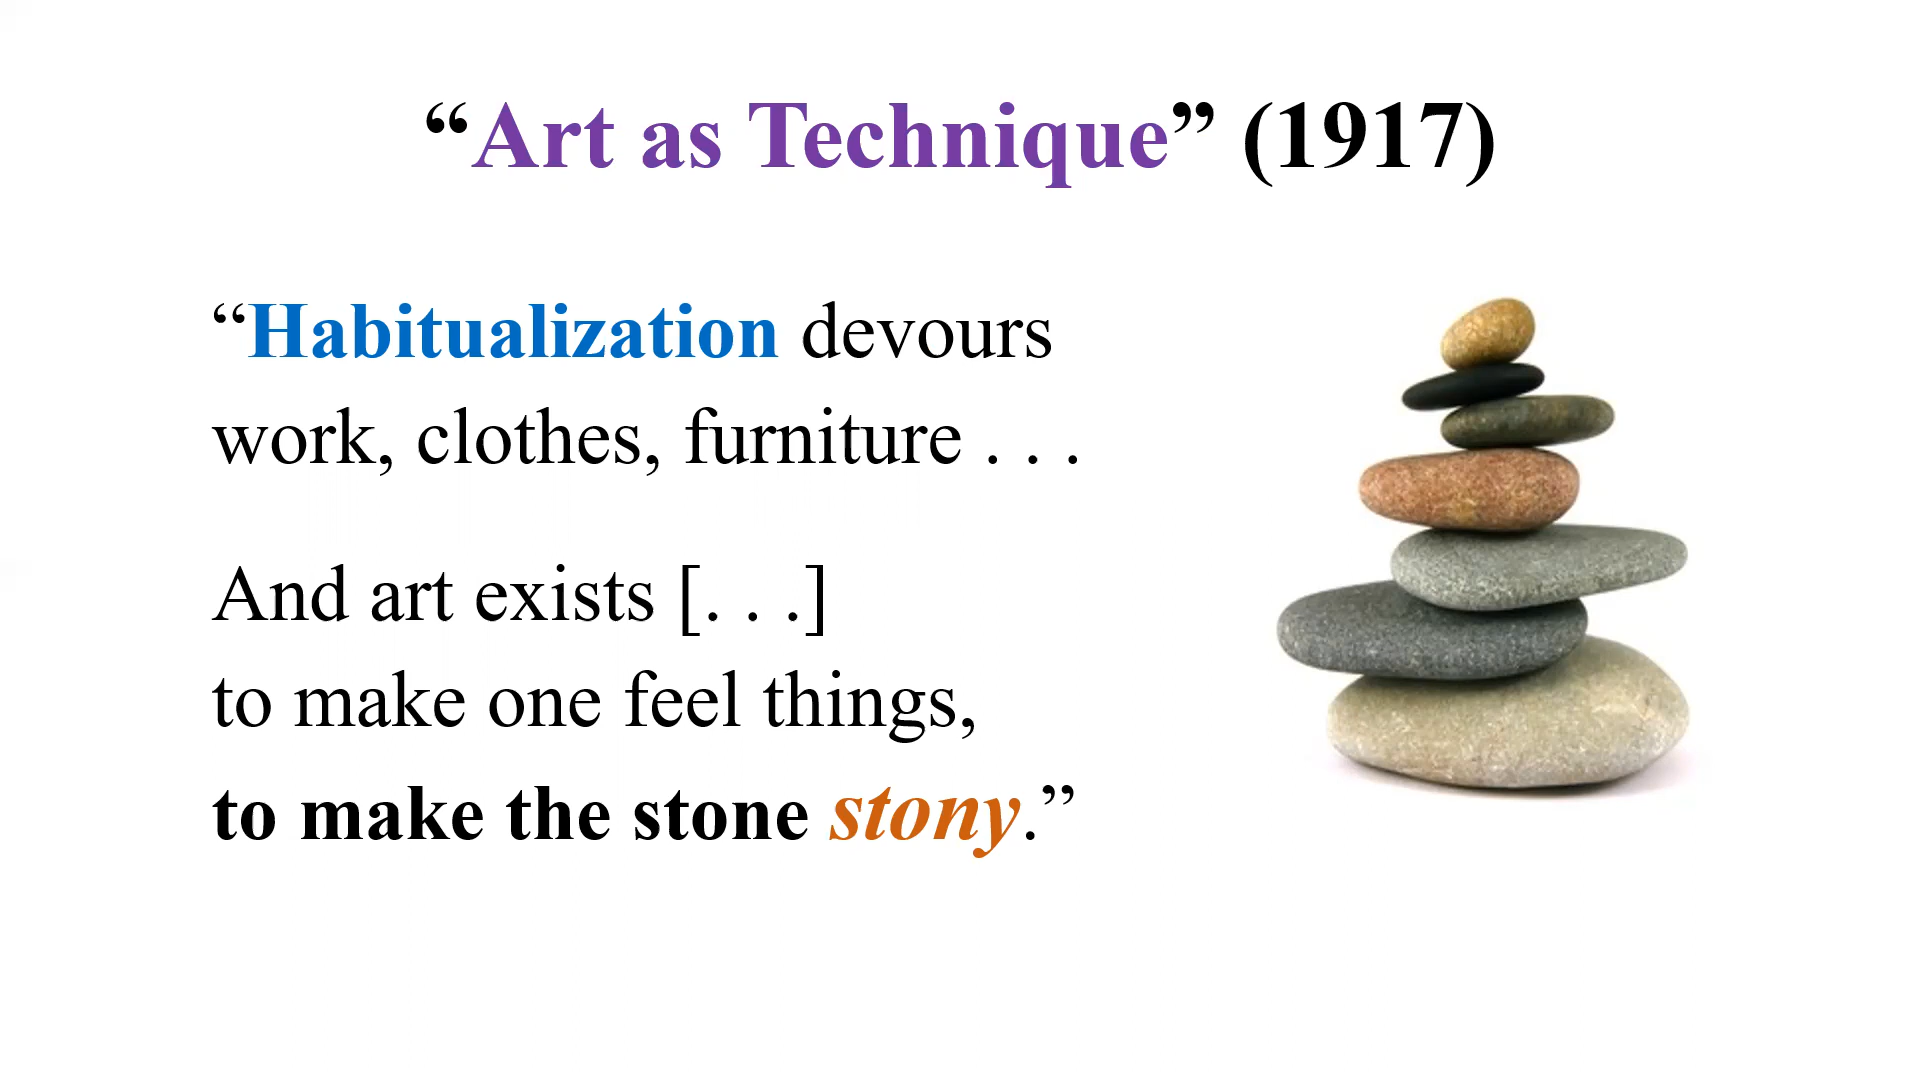 “Art as Technique” (1917)
“Habitualization devours
work, clothes, furniture . . .
And art exists [. . .]
to make one feel things,
to make the stone stony.”